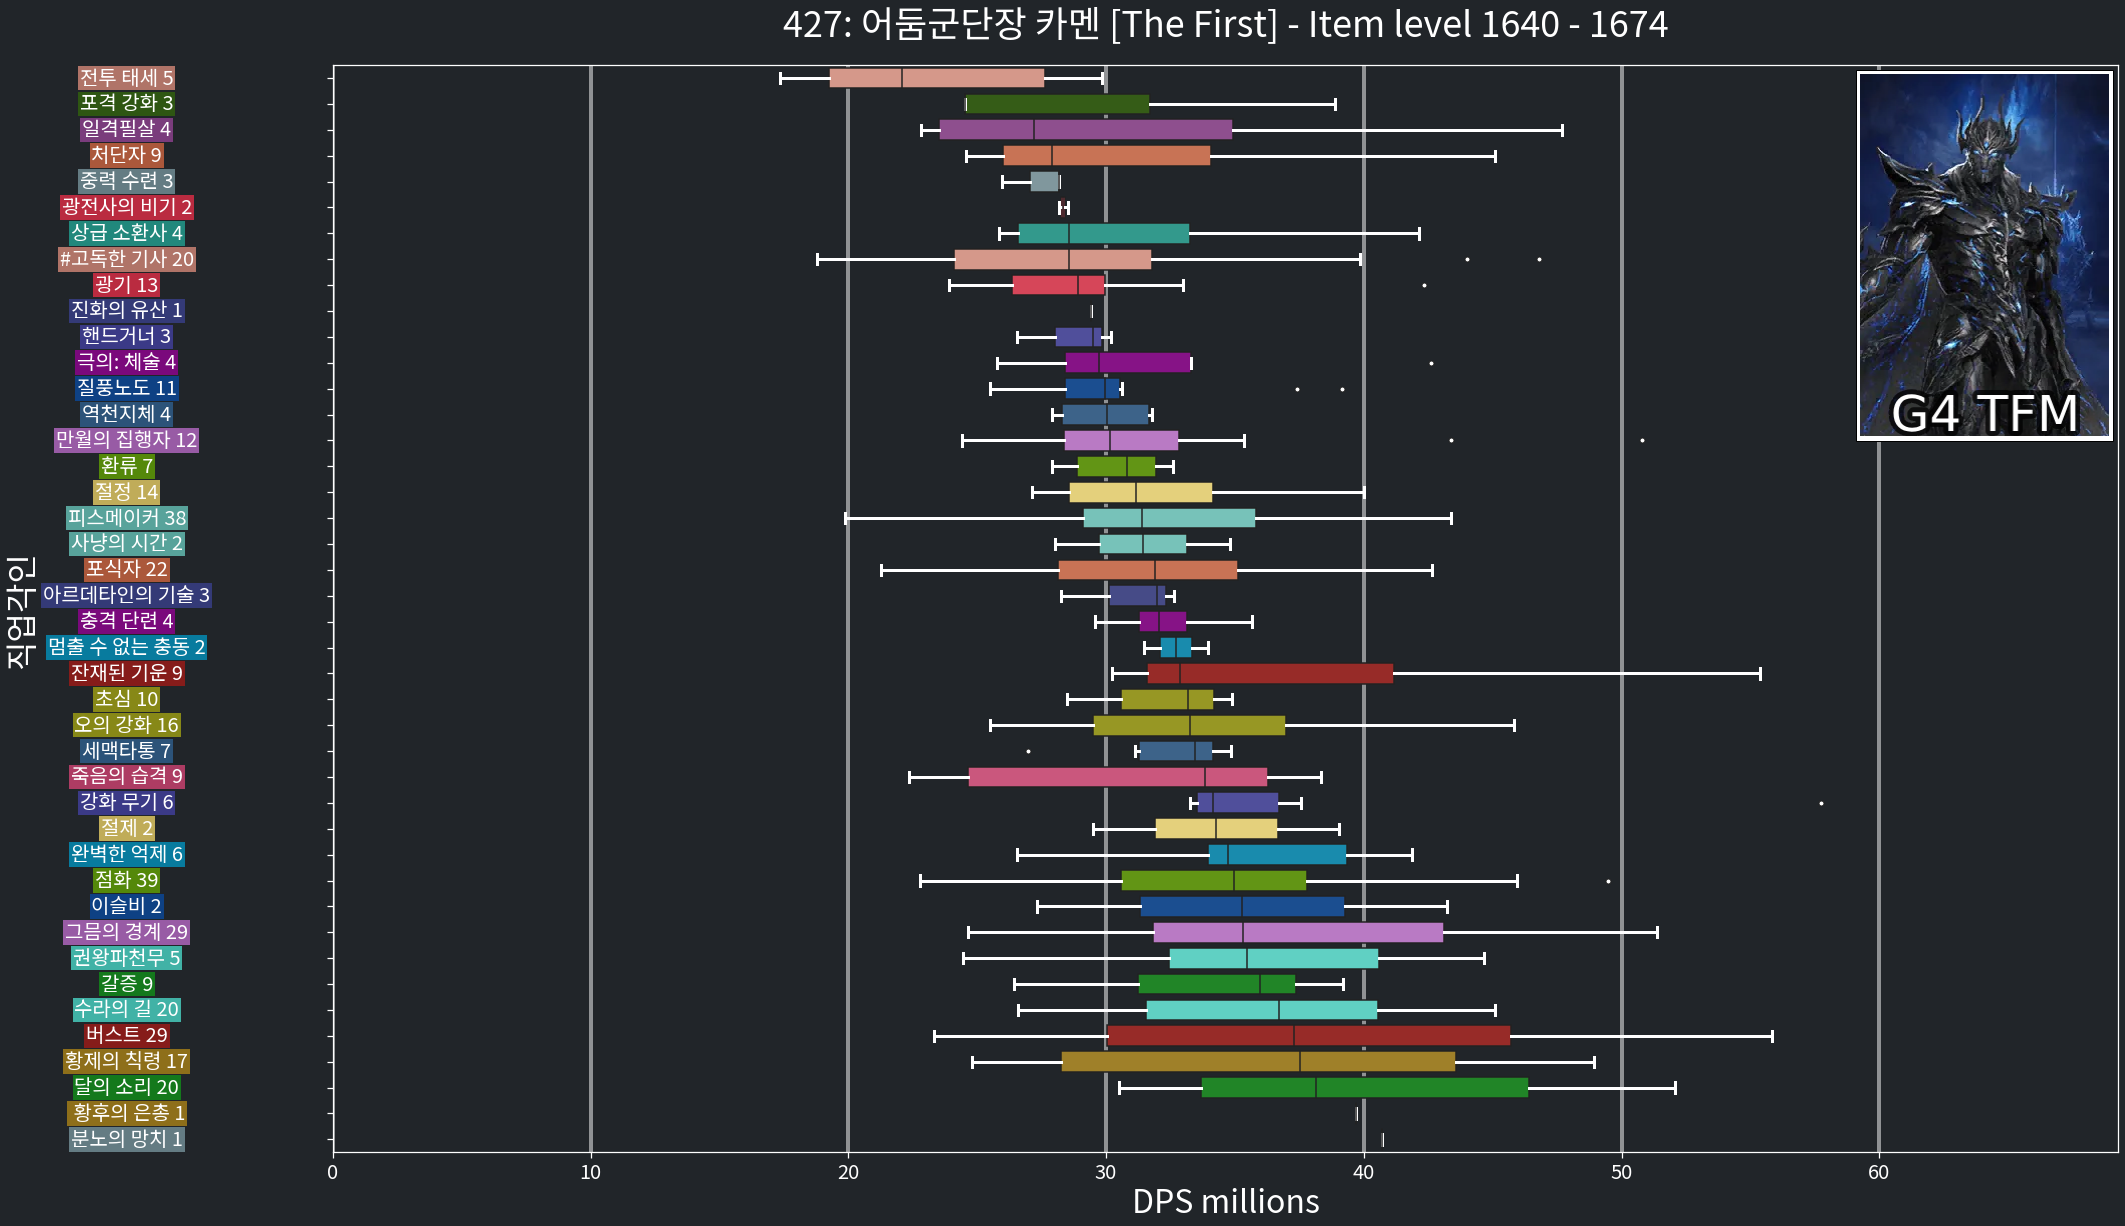 427: 어둠군단장 카멘 [The First] - Item level 1640 - 1674
전투 태세 5
포격 강화 3
일격필살 4
처단자 9
중력 수련 3
광전사의 비기 2
상급 소환사 4
#고독한 기사 20
광기 13
진화의 유산 1
핸드거너 3
극의: 체술 4
질풍노도 11
역천지체 4
만월의 집행자 12
환류 7
절정 14
피스메이커 38
사냥의 시간 2
포식자 22
아르데타인의 기술 3
충격 단련 4
멈출 수 없는 충동 2
잔재된 기운 9
초심 10
오의 강화 16
세맥타통 7
죽음의 습격 9
강화 무기 6
절제 2
완벽한 억제 6
점화 39
이슬비 2
그믐의 경계 29
권왕파천무 5
갈증 9
수라의 길 20
버스트 29
황제의 칙령 17
달의 소리 20
황후의 은총 1
분노의 망치 1
직업각인
G4 TFM
0 10 20 30 40 50 60
DPS millions